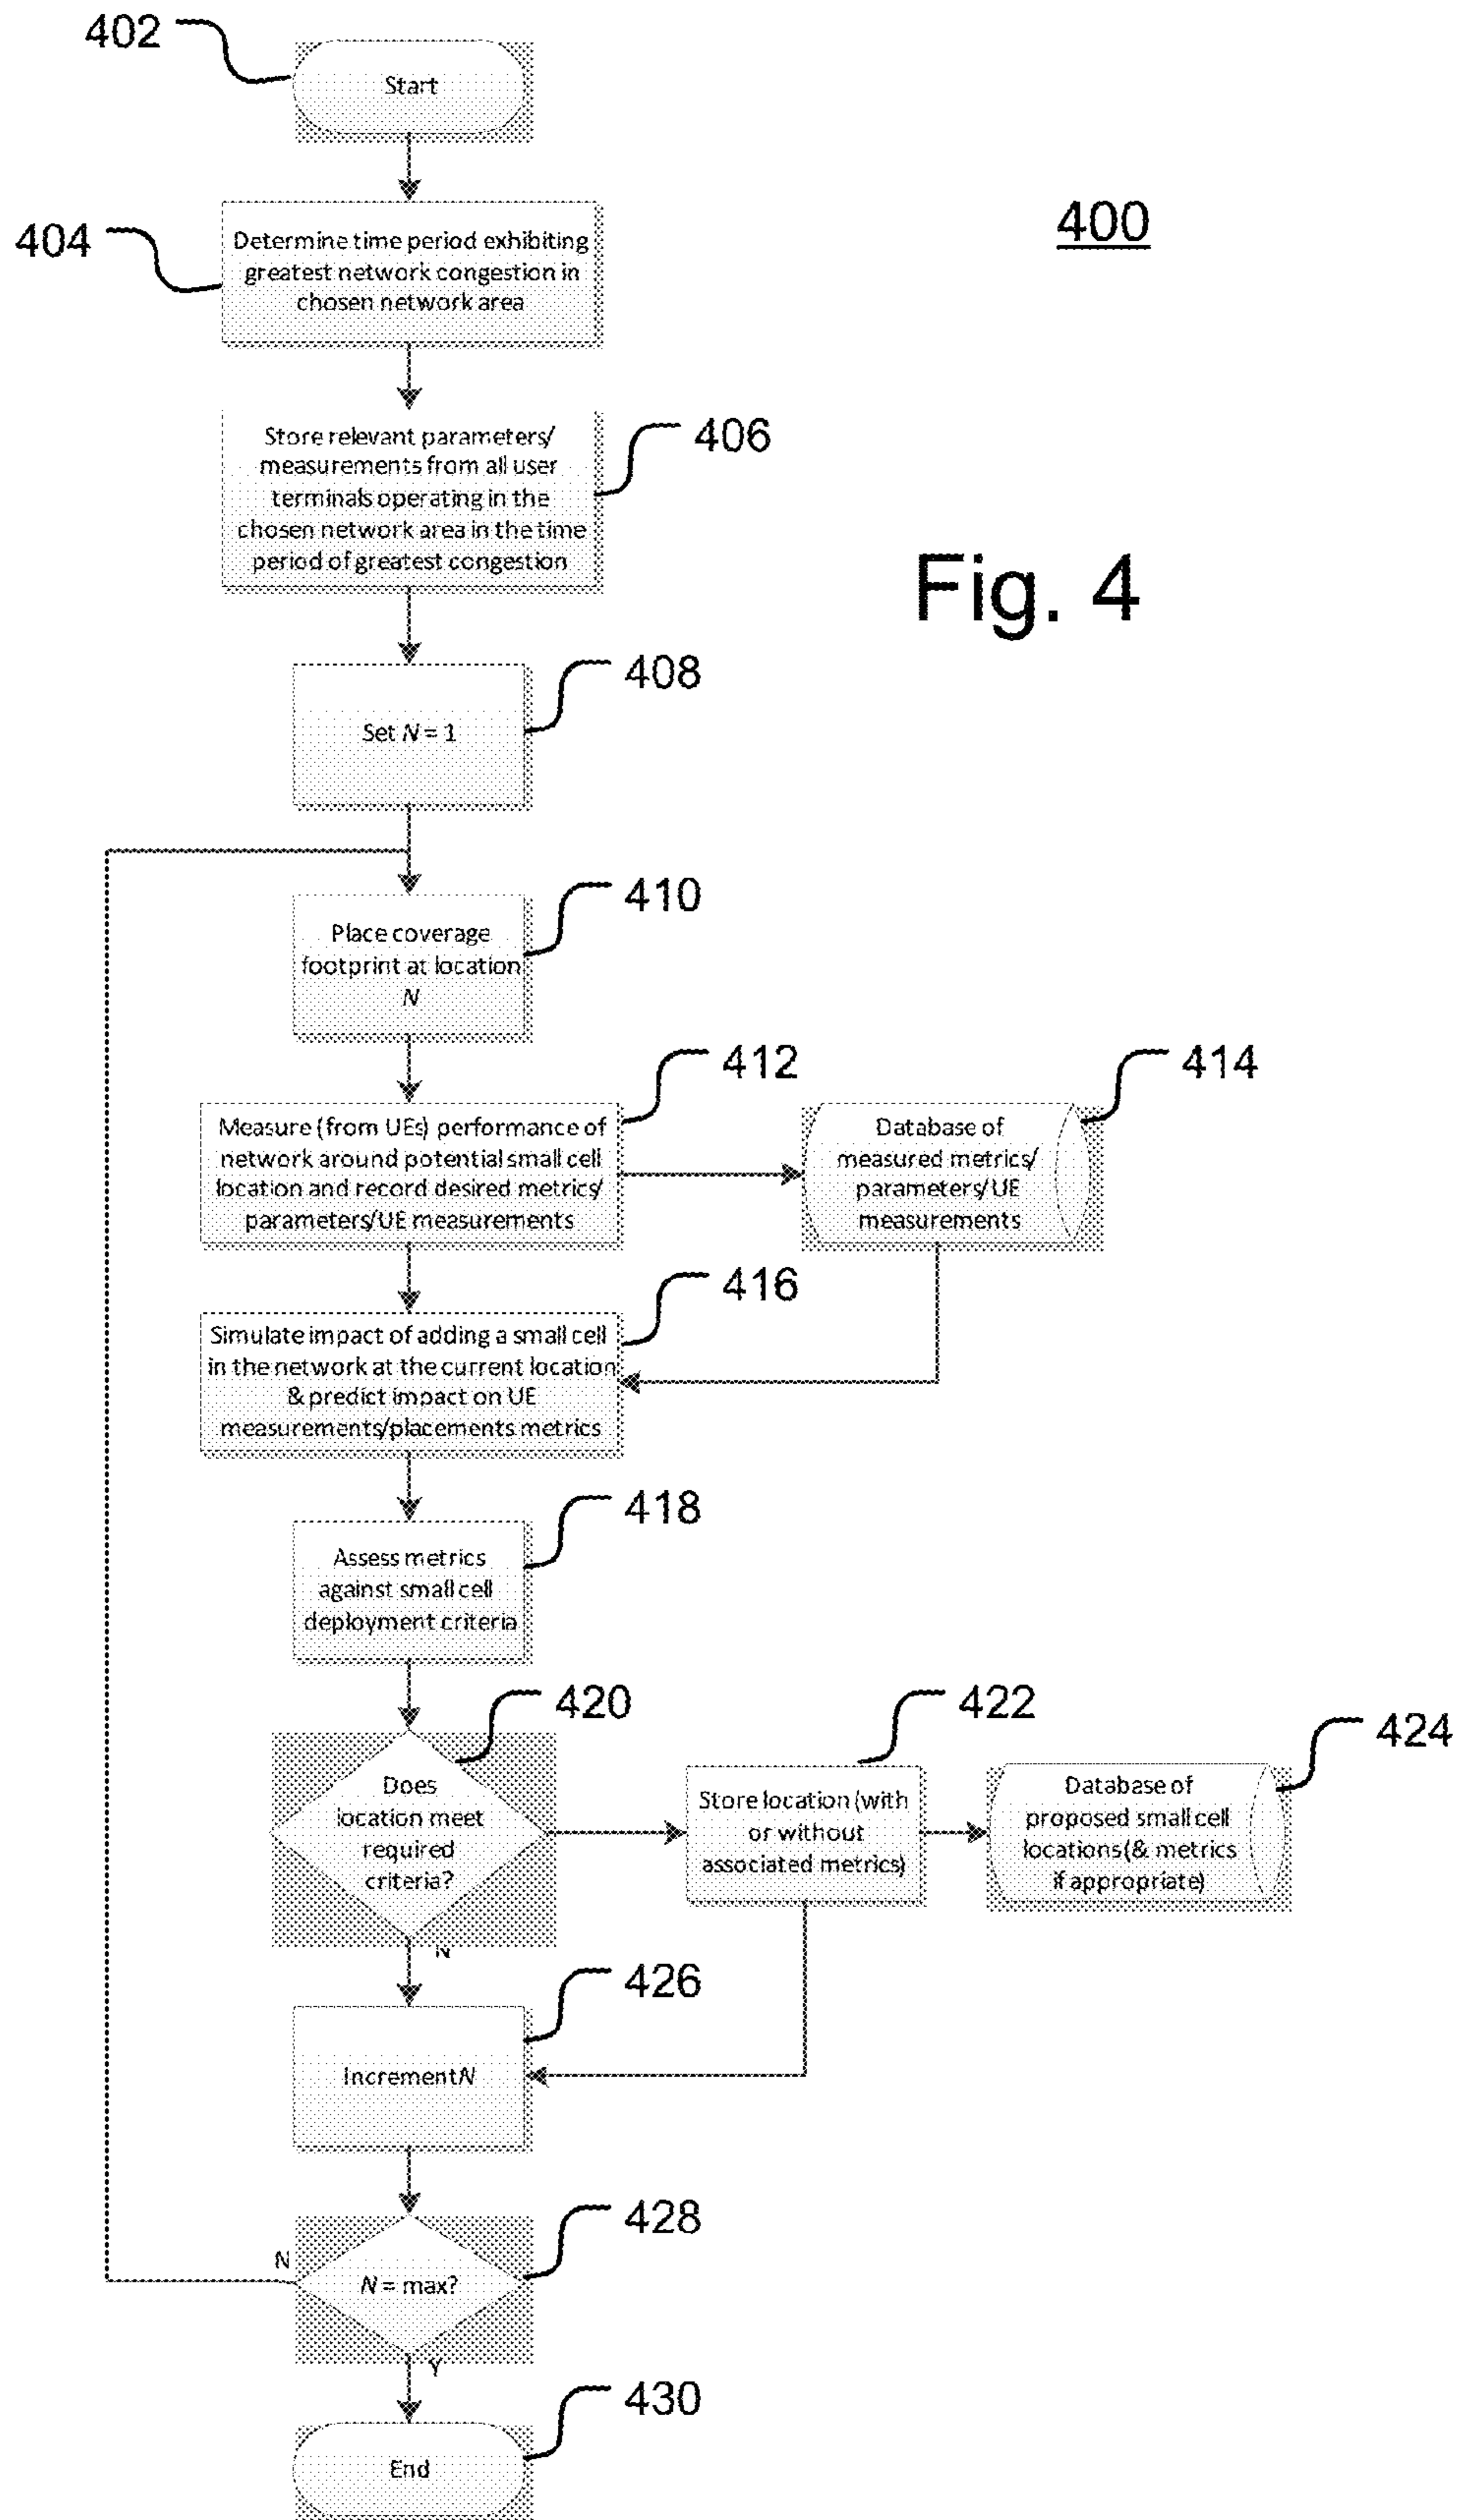 402
Start
400
404
Determine time period exhibiting
greatest network congestion in
chosen network area
Fig. 4
406
Store relevant parameters/
measurements from all user
terminals operating in the
chosen network area in the time
period of greatest congestion
408
Set N = 1
410
Place coverage
footprint at location
N
412
Measure (from UEs) performance of
network around potential small cell
location and record desired metrics/
parameters/UE measurements
414
Database of
measured metrics/
parameters/UE
measurements
416
Simulate impact of adding a small cell
in the network at the current location
& predict impact on UE
measurements/placements metrics
418
Assess metrics
against small cell
deployment criteria
420
Does
location meet
required
criteria?
N
422
Store location (with
or without
associated metrics)
424
Database of
proposed small cell
locations(& metrics
if appropriate)
426
Increment N
428
N = max?
N
Y
430
End